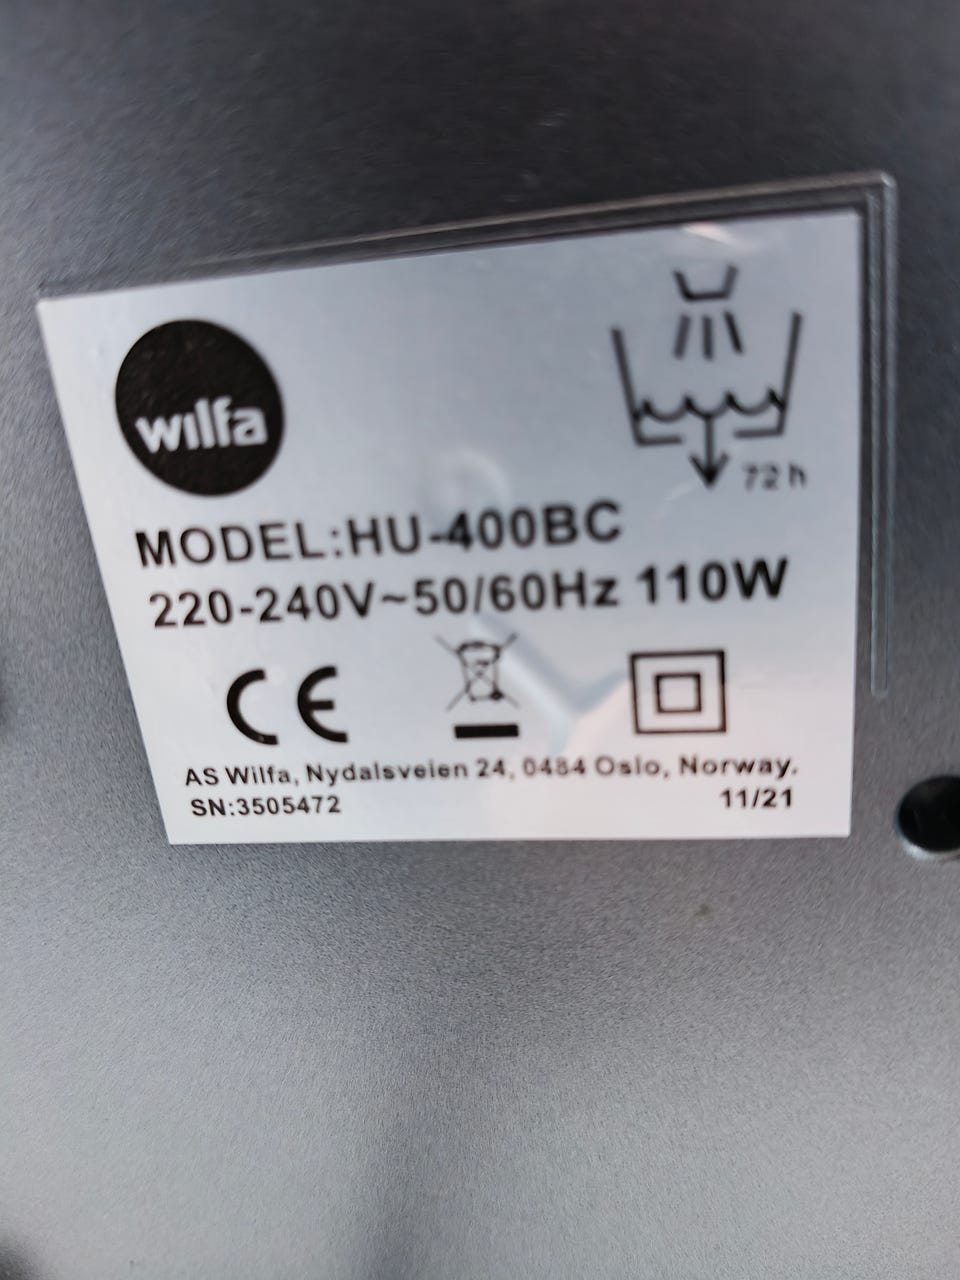 wilfa
72 h
MODEL:HU-400BC
220-240V~50/60Hz 110W
CE
AS Wilfa, Nydalsveien 24, 0484 Oslo, Norway.
SN:3505472 11/21